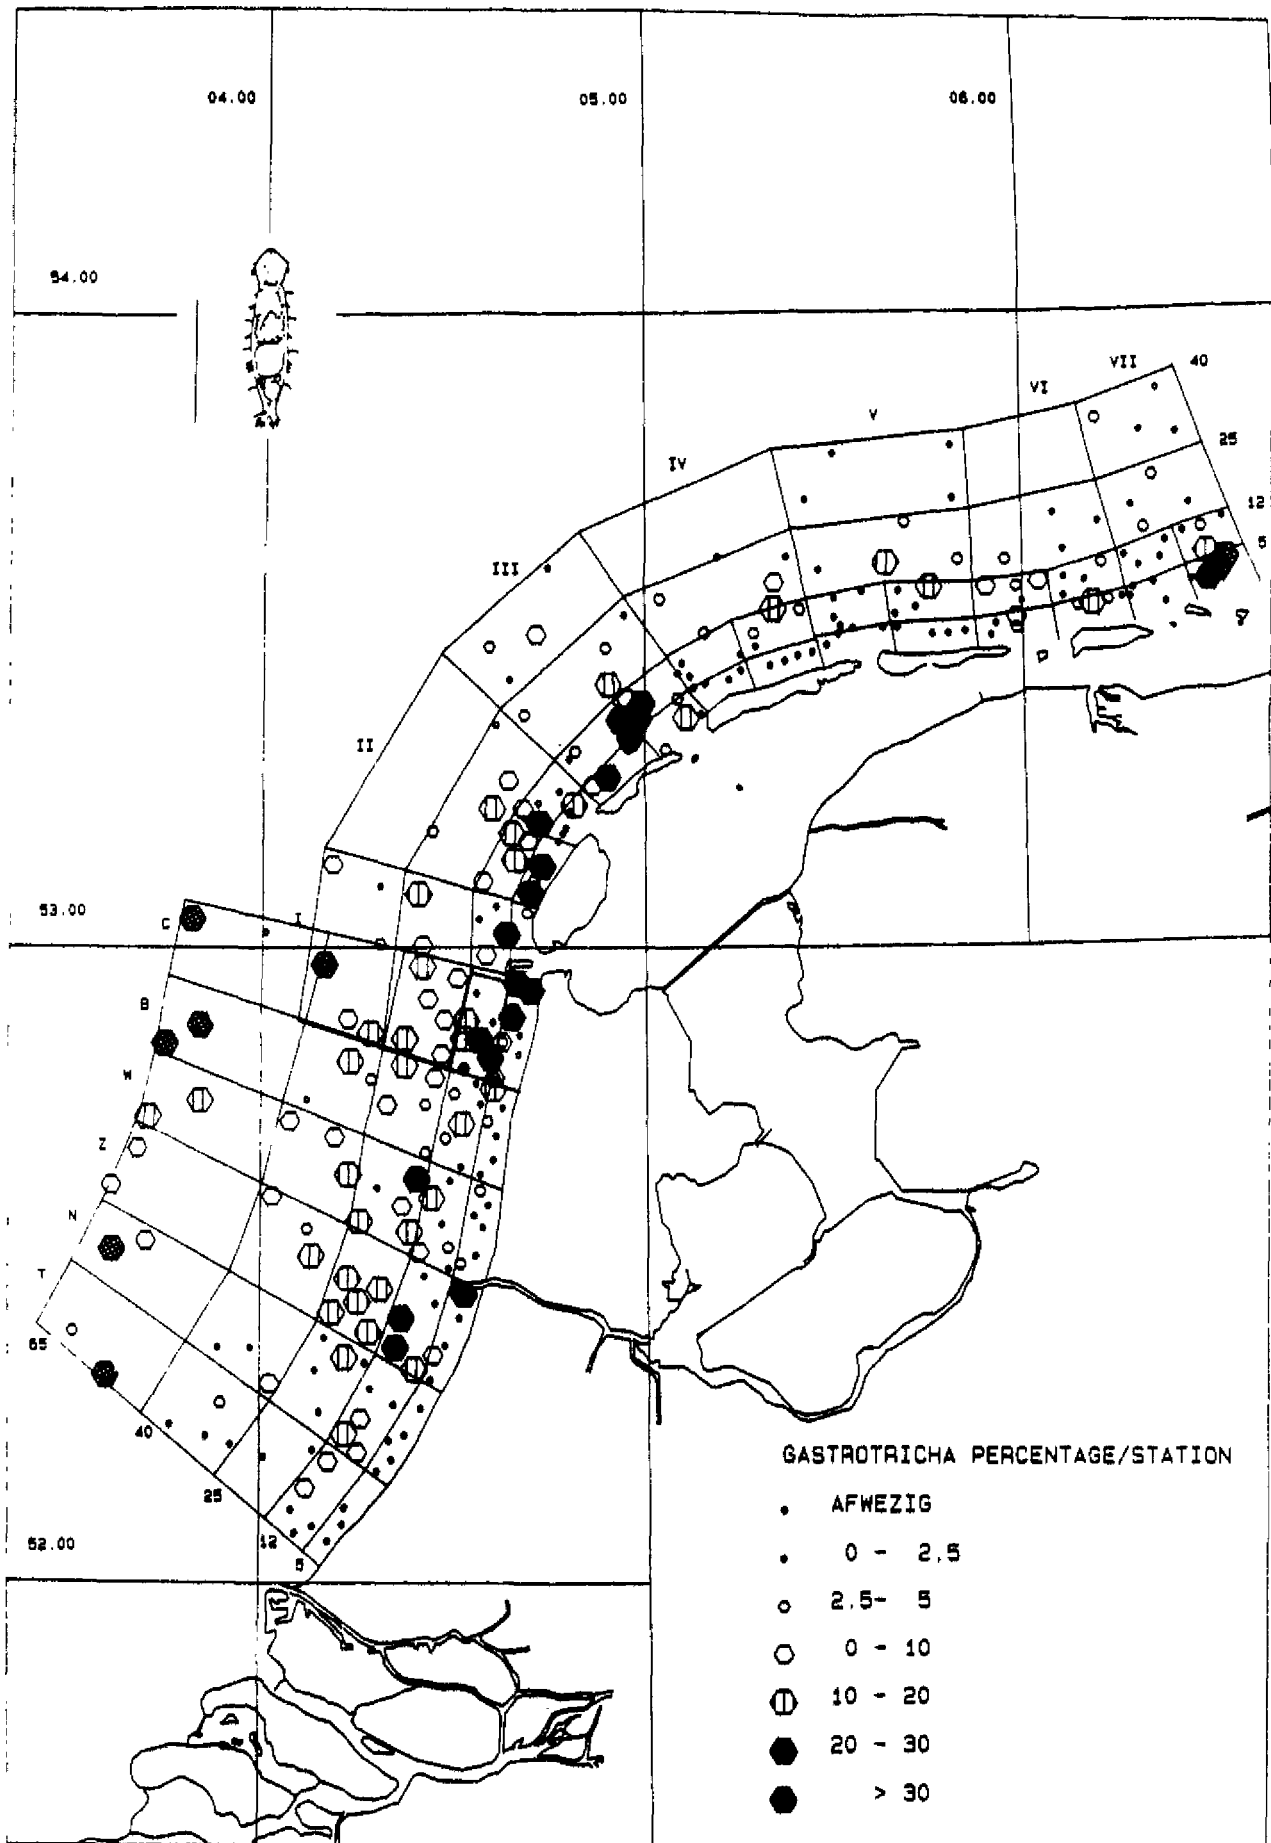 04.00
05.00
06.00
54.00
VII
40
VI
V
25
IV
12
III
5
II
53.00
C
I
B
W
Z
N
T
65
40
25
12
5
52.00
GASTROTRICHA PERCENTAGE/STATION
AFWEZIG
0 - 2.5
2.5- 5
0 - 10
10 - 20
20 - 30
> 30